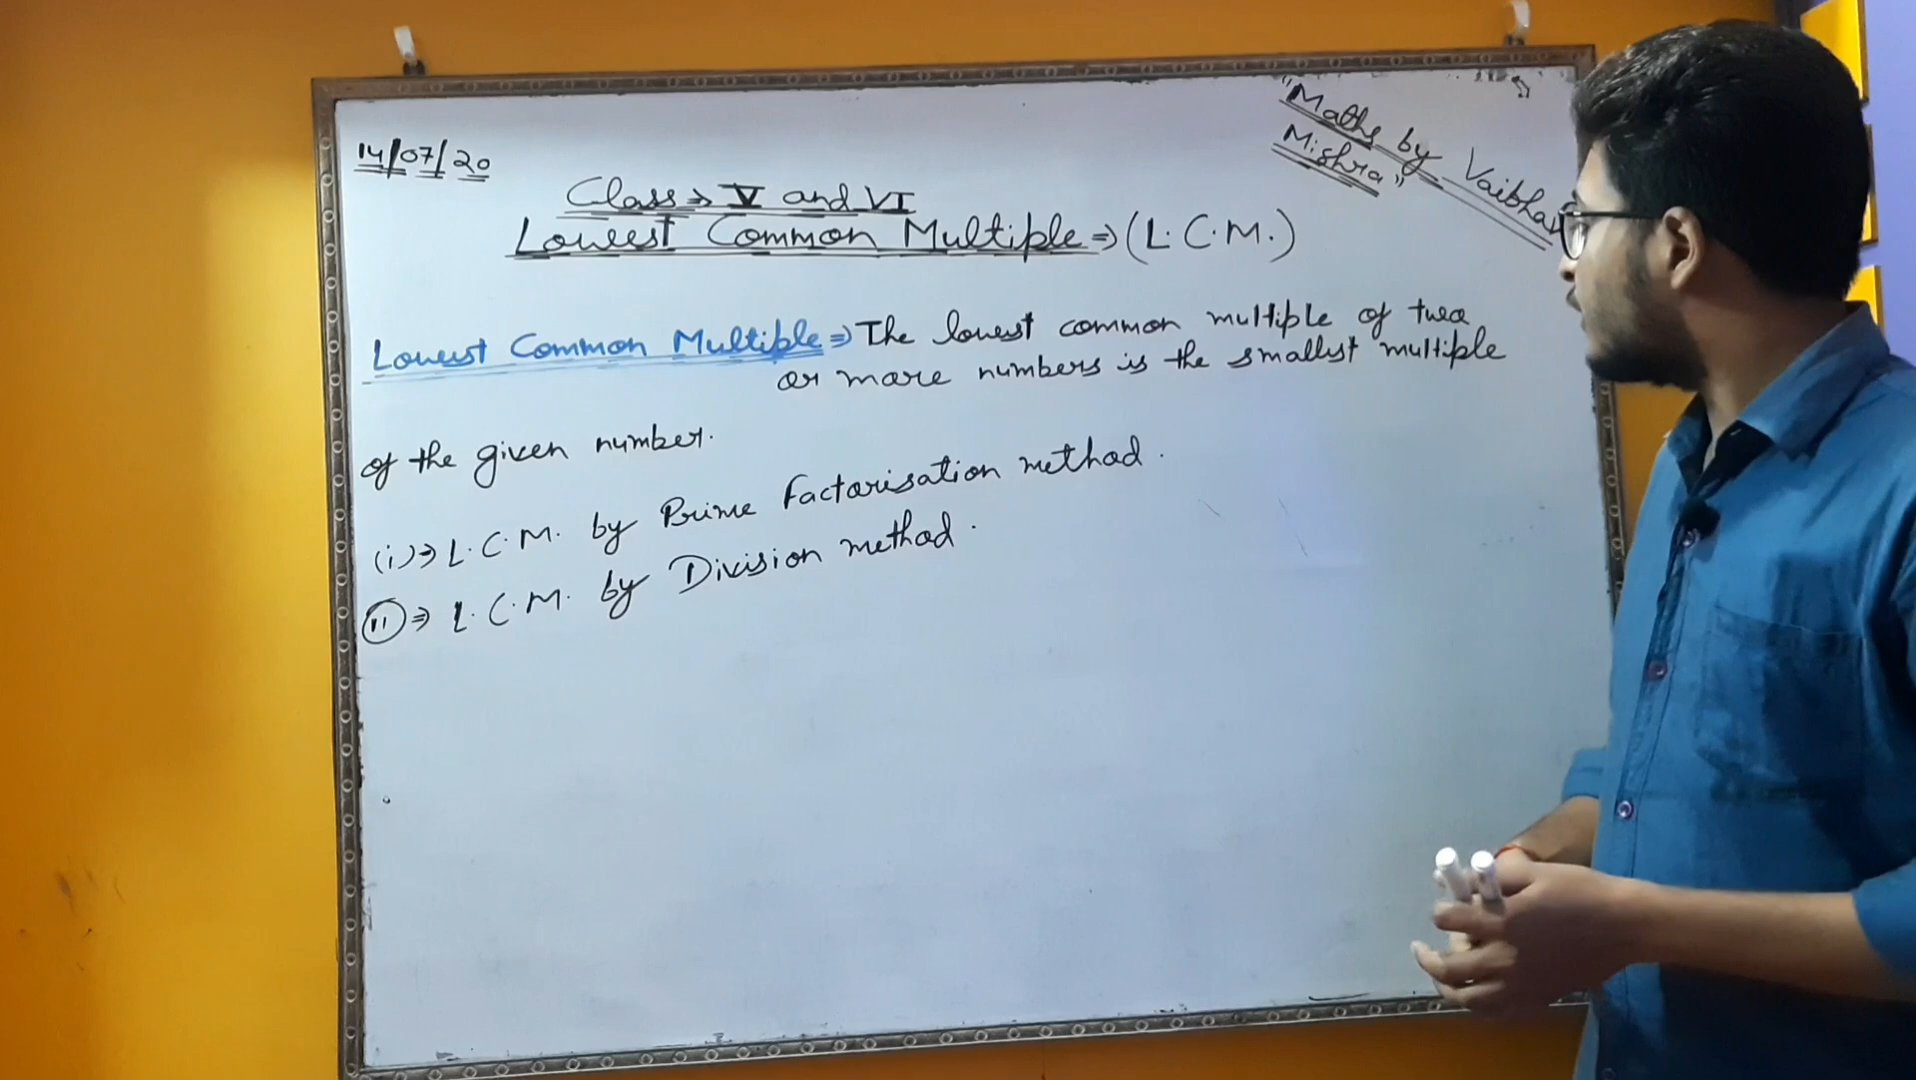 14/07/20
"Maths by Vaibhav
Mishra"
Class ⇒ V and VI
Lowest Common Multiple ⇒ (L.C.M.)
Lowest Common Multiple ⇒ The lowest common multiple of two
or more numbers is the smallest multiple
of the given number.
(i) ⇒ L.C.M. by Prime Factorisation method.
(ii) ⇒ L.C.M. by Division method.